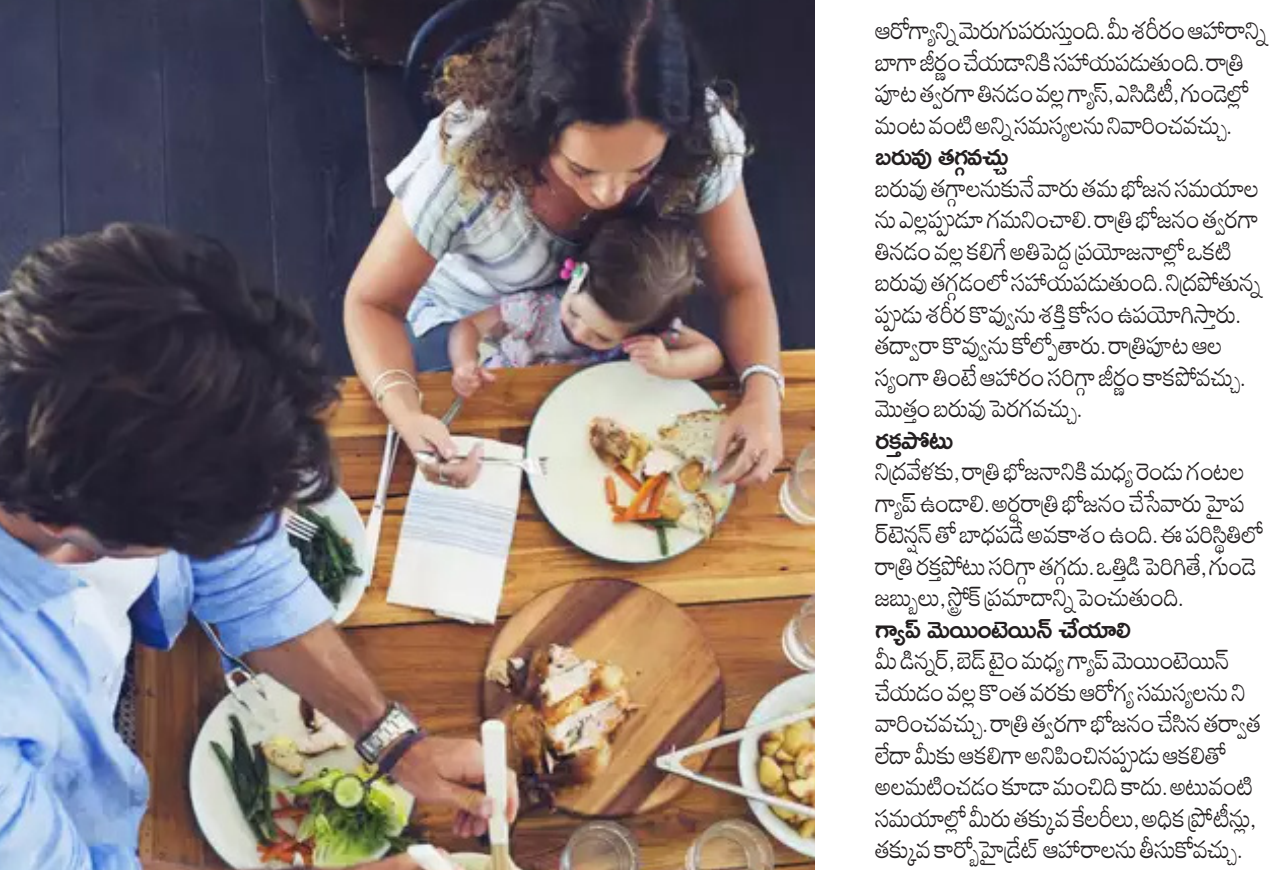 ఆరోగ్యాన్ని మెరుగుపరుస్తుంది. మీ శరీరం ఆహారాన్ని
బాగా జీర్ణం చేయడానికి సహాయపడుతుంది. రాత్రి
పూట త్వరగా తినడం వల్ల గ్యాస్, ఎసిడిటీ, గుండెల్లో
మంట వంటి అన్ని సమస్యలను నివారించవచ్చు.
బరువు తగ్గవచ్చు
బరువు తగ్గాలనుకునే వారు తమ భోజన సమయాల
ను ఎల్లప్పుడూ గమనించాలి. రాత్రి భోజనం త్వరగా
తినడం వల్ల కలిగే అతిపెద్ద ప్రయోజనాల్లో ఒకటి
బరువు తగ్గడంలో సహాయపడుతుంది. నిద్రపోతున్న
ప్పుడు శరీర కొవ్వును శక్తి కోసం ఉపయోగిస్తారు.
తద్వారా కొవ్వును కోల్పోతారు. రాత్రిపూట ఆల
స్యంగా తింటే ఆహారం సరిగ్గా జీర్ణం కాకపోవచ్చు.
మొత్తం బరువు పెరగవచ్చు.
రక్తపోటు
నిద్రవేళకు, రాత్రి భోజనానికి మధ్య రెండు గంటల
గ్యాప్ ఉండాలి. అర్ధరాత్రి భోజనం చేసేవారు హైప
ర్‌టెన్షన్ తో బాధపడే అవకాశం ఉంది. ఈ పరిస్థితిలో
రాత్రి రక్తపోటు సరిగ్గా తగ్గదు. ఒత్తిడి పెరిగితే, గుండె
జబ్బులు, స్ట్రోక్ ప్రమాదాన్ని పెంచుతుంది.
గ్యాప్ మెయింటెయిన్ చేయాలి
మీ డిన్నర్, బెడ్ టైం మధ్య గ్యాప్ మెయింటెయిన్
చేయడం వల్ల కొంత వరకు ఆరోగ్య సమస్యలను ని
వారించవచ్చు. రాత్రి త్వరగా భోజనం చేసిన తర్వాత
లేదా మీకు ఆకలిగా అనిపించినప్పుడు ఆకలితో
అలమటించడం కూడా మంచిది కాదు. అటువంటి
సమయాల్లో మీరు తక్కువ కేలరీలు, అధిక ప్రోటీన్లు,
తక్కువ కార్బోహైడ్రేట్ ఆహారాలను తీసుకోవచ్చు.